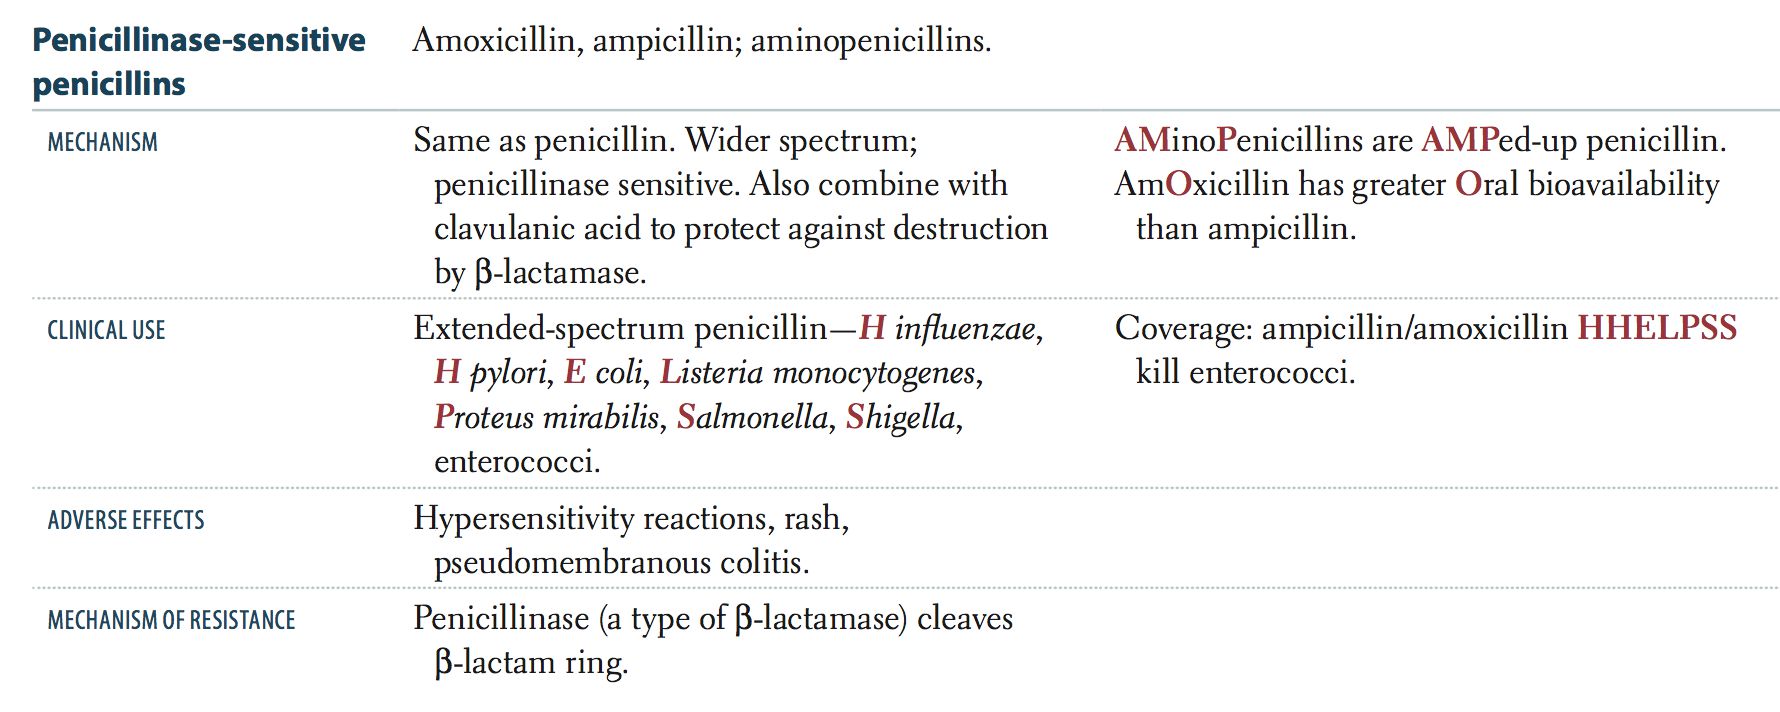 Penicillinase-sensitive
penicillins
Amoxicillin, ampicillin; aminopenicillins.
MECHANISM
Same as penicillin. Wider spectrum;
penicillinase sensitive. Also combine with
clavulanic acid to protect against destruction
by β-lactamase.
AMinoPenicillins are AMPed-up penicillin.
AmOxicillin has greater Oral bioavailability
than ampicillin.
CLINICAL USE
Extended-spectrum penicillin—H influenzae,
H pylori, E coli, Listeria monocytogenes,
Proteus mirabilis, Salmonella, Shigella,
enterococci.
Coverage: ampicillin/amoxicillin HHELPSS
kill enterococci.
ADVERSE EFFECTS
Hypersensitivity reactions, rash,
pseudomembranous colitis.
MECHANISM OF RESISTANCE
Penicillinase (a type of β-lactamase) cleaves
β-lactam ring.